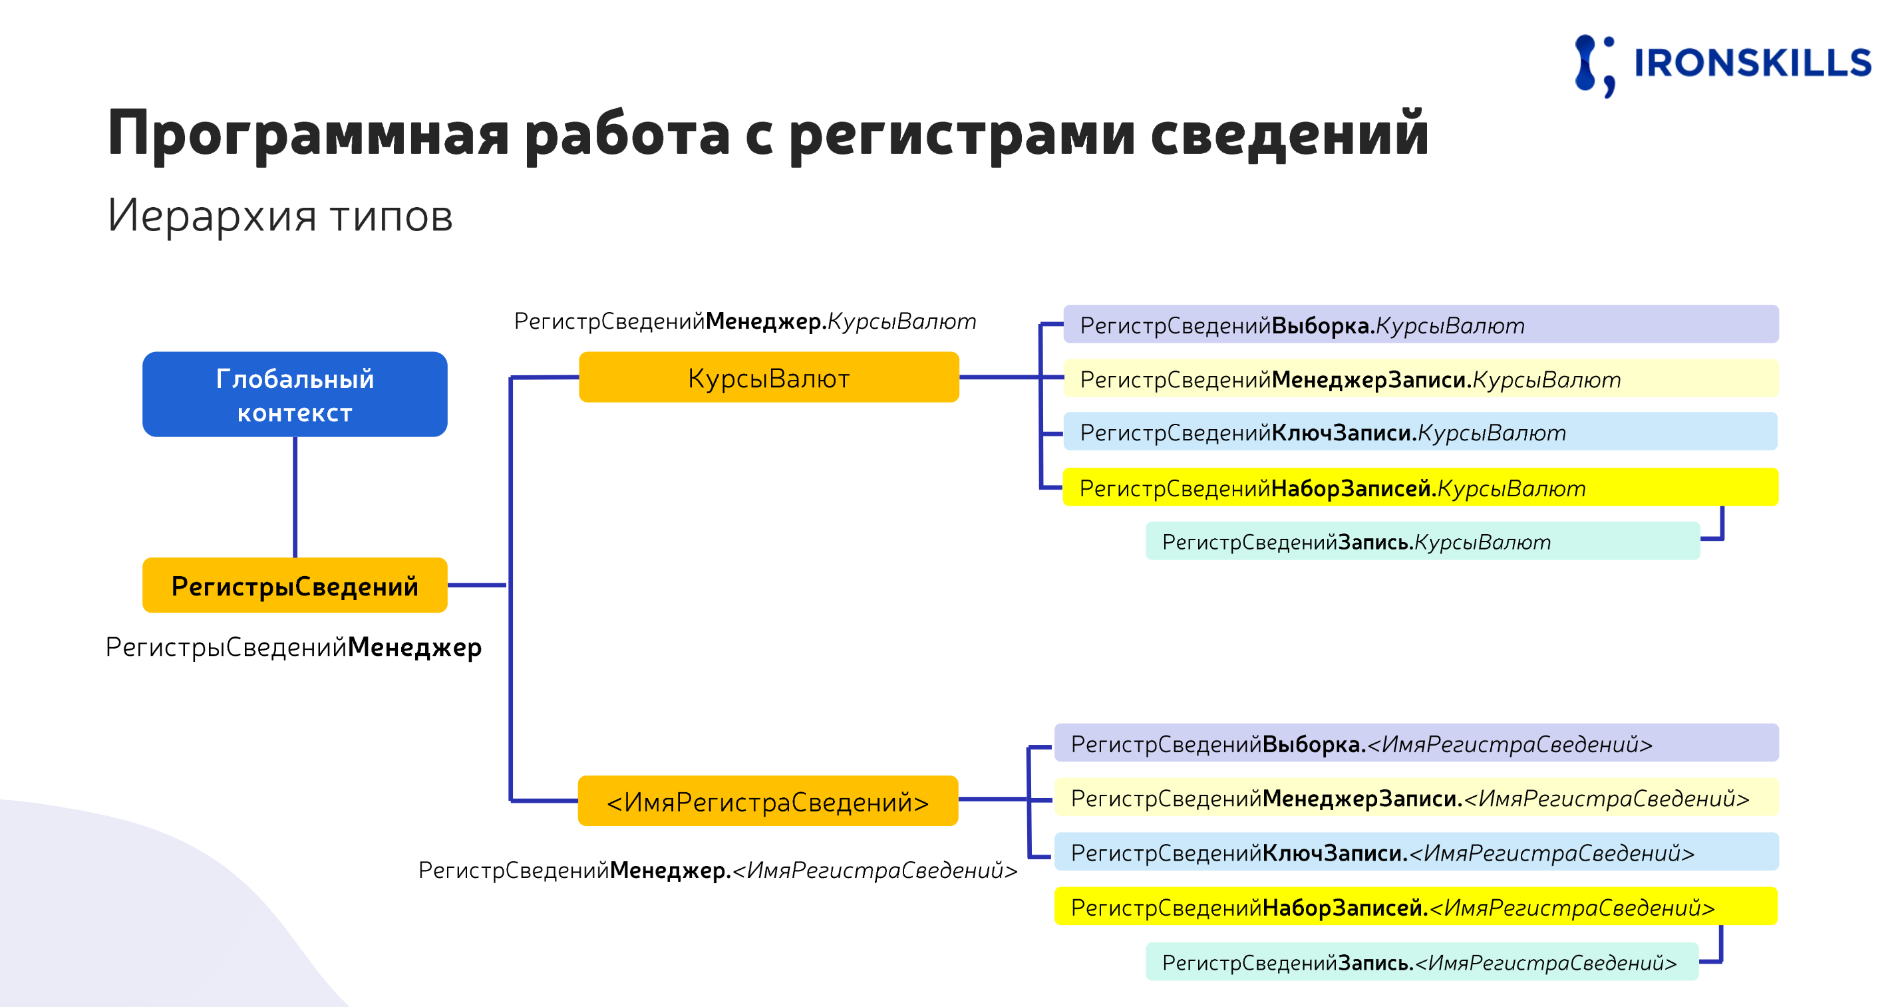 IRONSKILLS
Программная работа с регистрами сведений
Иерархия типов
Глобальный
контекст
РегистрыСведений
РегистрыСведенийМенеджер
РегистрСведенийМенеджер.КурсыВалют
КурсыВалют
РегистрСведенийВыборка.КурсыВалют
РегистрСведенийМенеджерЗаписи.КурсыВалют
РегистрСведенийКлючЗаписи.КурсыВалют
РегистрСведенийНаборЗаписей.КурсыВалют
РегистрСведенийЗапись.КурсыВалют
<ИмяРегистраСведений>
РегистрСведенийМенеджер.<ИмяРегистраСведений>
РегистрСведенийВыборка.<ИмяРегистраСведений>
РегистрСведенийМенеджерЗаписи.<ИмяРегистраСведений>
РегистрСведенийКлючЗаписи.<ИмяРегистраСведений>
РегистрСведенийНаборЗаписей.<ИмяРегистраСведений>
РегистрСведенийЗапись.<ИмяРегистраСведений>